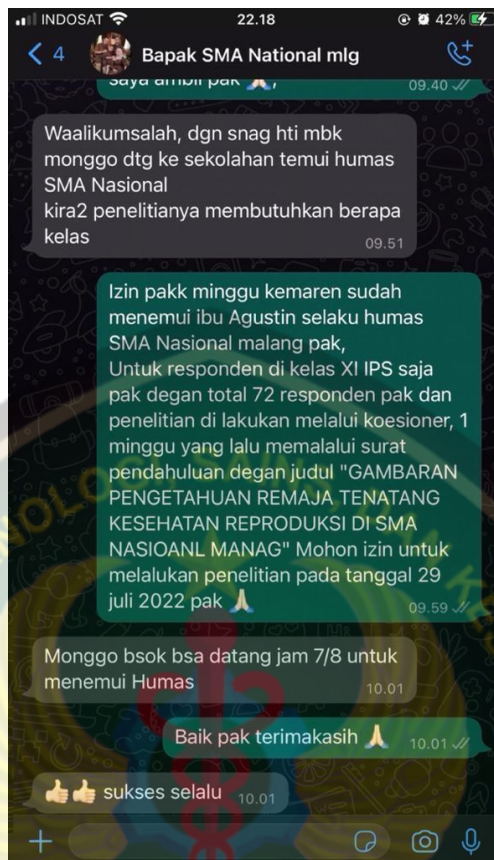 INDOSAT 22.18 42%
4 Bapak SMA National mlg
saya ambil pak 🙏🏻,
09.40
Waalikumsalah, dgn snag hti mbk
monggo dtg ke sekolahan temui humas
SMA Nasional
kira2 penelitianya membutuhkan berapa
kelas
09.51
Izin pakk minggu kemaren sudah
menemui ibu Agustin selaku humas
SMA Nasional malang pak,
Untuk responden di kelas XI IPS saja
pak degan total 72 responden pak dan
penelitian di lakukan melalui koesioner, 1
minggu yang lalu memalalui surat
pendahuluan degan judul "GAMBARAN
PENGETAHUAN REMAJA TENATANG
KESEHATAN REPRODUKSI DI SMA
NASIOANL MANAG" Mohon izin untuk
melalukan penelitian pada tanggal 29
juli 2022 pak 🙏🏻
09.59
Monggo bsok bsa datang jam 7/8 untuk
menemui Humas
10.01
Baik pak terimakasih 🙏🏻 10.01
👍🏻👍🏻 sukses selalu 10.01